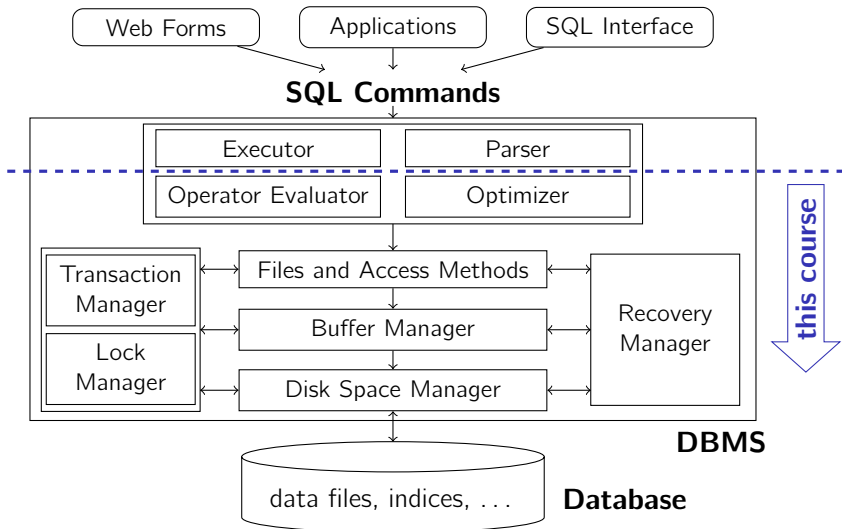 Web Forms
Applications
SQL Interface
SQL Commands
Executor
Parser
Operator Evaluator
Optimizer
this course
Files and Access Methods
Transaction
Manager
Buffer Manager
Recovery
Manager
Lock
Manager
Disk Space Manager
DBMS
data files, indices, . . .
Database